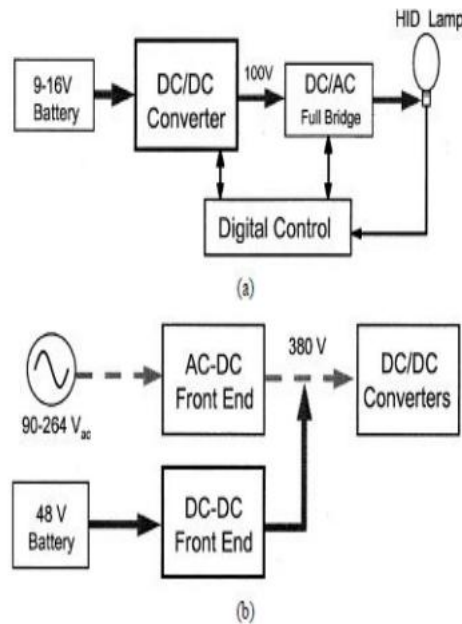 HID Lamp
9-16V
Battery
DC/DC
Converter
100V
DC/AC
Full Bridge
Digital Control
(a)
90-264 Vac
AC-DC
Front End
380 V
DC/DC
Converters
48 V
Battery
DC-DC
Front End
(b)